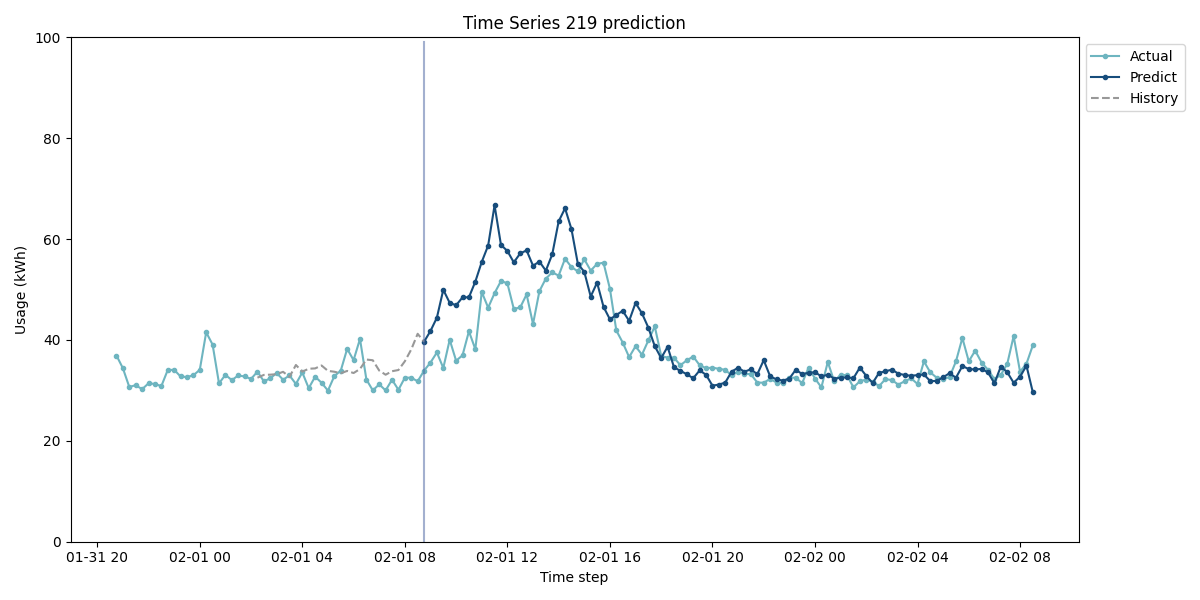 Time Series 219 prediction
Usage (kWh)
100
80
60
40
20
0
01-31 20
02-01 00
02-01 04
02-01 08
02-01 12
02-01 16
02-01 20
02-02 00
02-02 04
02-02 08
Time step
Actual
Predict
History